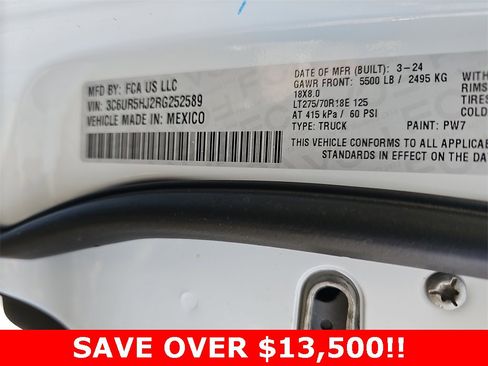 MFD BY: FCA US LLC
VIN: 3C6UR5HJ2RG252589
VEHICLE MADE IN: MEXICO
DATE OF MFR (BUILT): 3-24
GAWR FRONT: 5500 LB / 2495 KG
18X8.0
LT275/70R18E 125
AT 415 kPa / 60 PSI
TYPE: TRUCK PAINT: PW7
THIS VEHICLE CONFORMS TO
STANDARDS IN EFFECT ON THE DA
WITH
RIMS
TIRES
COLD
SAVE OVER $13,500!!